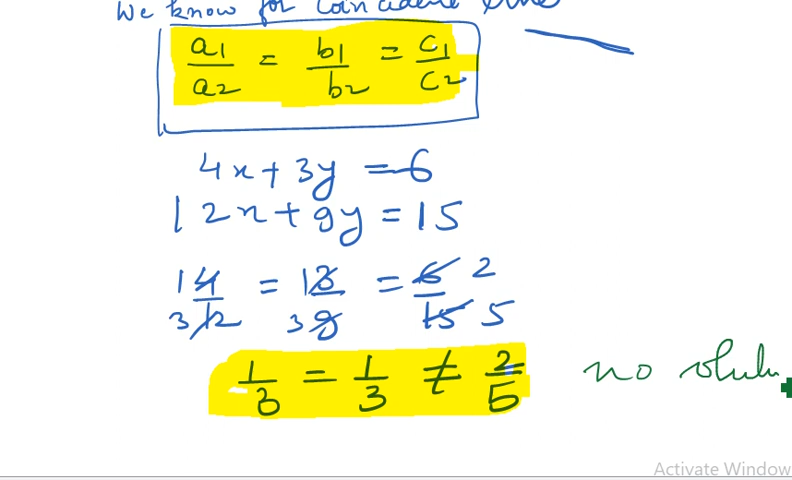 We know for coincident line
a1/a2 = b1/b2 = c1/c2
4x+3y=6
12x+9y=15
14/312 = 13/39 = 6/15 2/5
1/3 = 1/3 ≠ 2/5 no solu
Activate Window